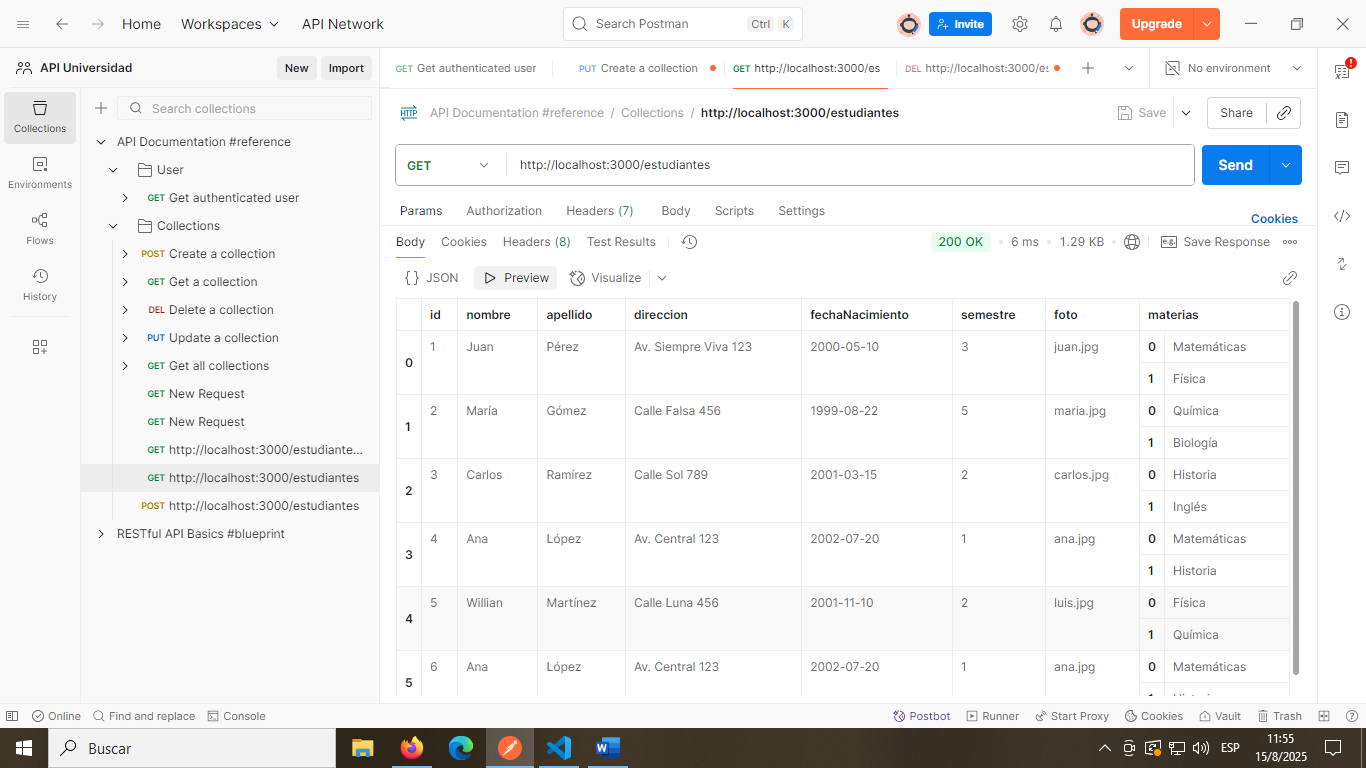 Home Workspaces API Network Search Postman Ctrl K Invite Upgrade
API Universidad New Import
GET Get authenticated user PUT Create a collection GET http://localhost:3000/es DEL http://localhost:3000/es No environment
Collections
Environments
Flows
History
Search collections
API Documentation #reference
User
GET Get authenticated user
Collections
POST Create a collection
GET Get a collection
DEL Delete a collection
PUT Update a collection
GET Get all collections
GET New Request
GET New Request
GET http://localhost:3000/estudiante...
GET http://localhost:3000/estudiantes
POST http://localhost:3000/estudiantes
RESTful API Basics #blueprint
HTTP API Documentation #reference / Collections / http://localhost:3000/estudiantes Save Share
GET http://localhost:3000/estudiantes Send
Params Authorization Headers (7) Body Scripts Settings Cookies
Body Cookies Headers (8) Test Results 200 OK 6 ms 1.29 KB e.g. Save Response
{} JSON Preview Visualize
id nombre apellido direccion fechaNacimiento semestre foto materias
0 1 Juan Pérez Av. Siempre Viva 123 2000-05-10 3 juan.jpg 0 Matemáticas
1 Física
1 2 María Gómez Calle Falsa 456 1999-08-22 5 maria.jpg 0 Química
1 Biología
2 3 Carlos Ramírez Calle Sol 789 2001-03-15 2 carlos.jpg 0 Historia
1 Inglés
3 4 Ana López Av. Central 123 2002-07-20 1 ana.jpg 0 Matemáticas
1 Historia
4 5 Willian Martínez Calle Luna 456 2001-11-10 2 luis.jpg 0 Física
1 Química
5 6 Ana López Av. Central 123 2002-07-20 1 ana.jpg 0 Matemáticas
Online Find and replace Console Postbot Runner Start Proxy Cookies Vault Trash
Buscar ESP 11:55
15/8/2025